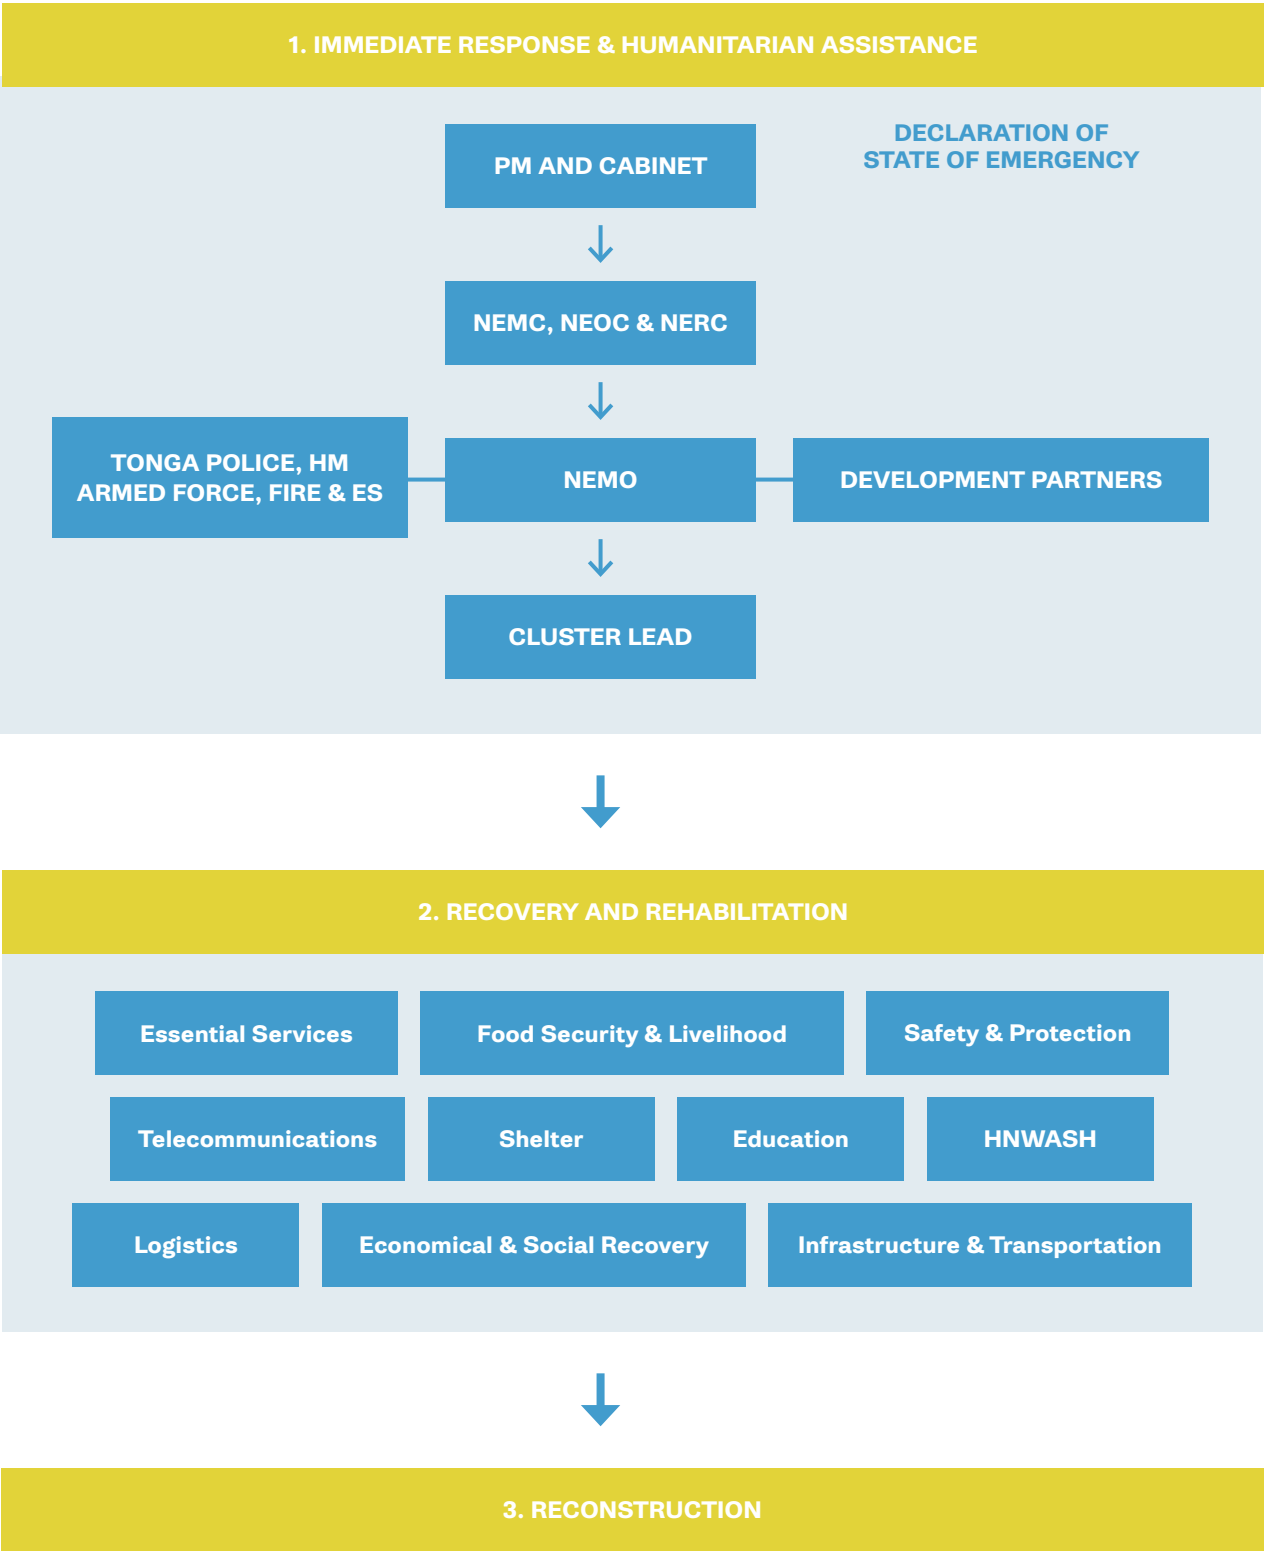 1. IMMEDIATE RESPONSE & HUMANITARIAN ASSISTANCE
PM AND CABINET
DECLARATION OF
STATE OF EMERGENCY
NEMC, NEOC & NERC
TONGA POLICE, HM
ARMED FORCE, FIRE & ES
NEMO
DEVELOPMENT PARTNERS
CLUSTER LEAD
2. RECOVERY AND REHABILITATION
Essential Services
Food Security & Livelihood
Safety & Protection
Telecommunications
Shelter
Education
HNWASH
Logistics
Economical & Social Recovery
Infrastructure & Transportation
3. RECONSTRUCTION